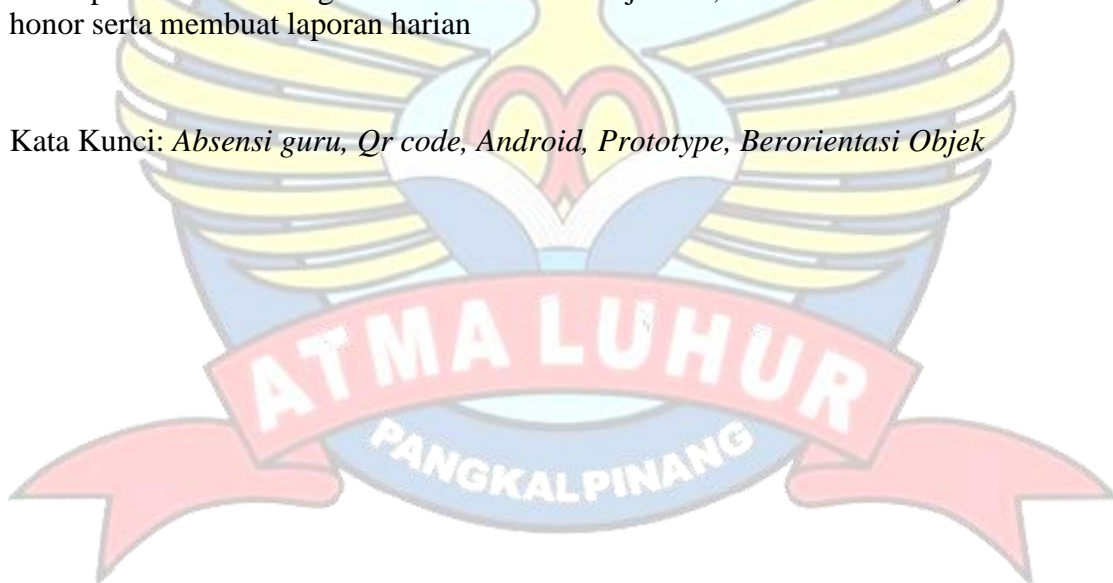 honor serta membuat laporan harian
Kata Kunci: Absensi guru, Qr code, Android, Prototype, Berorientasi Objek
ATMA LUHUR
PANGKALPINANG